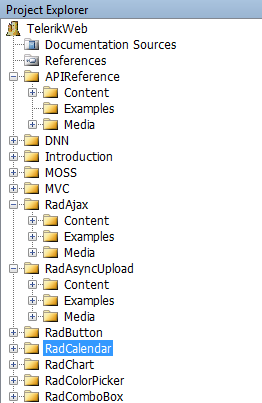 Project Explorer
TelerikWeb
Documentation Sources
References
APIReference
Content
Examples
Media
DNN
Introduction
MOSS
MVC
RadAjax
Content
Examples
Media
RadAsyncUpload
Content
Examples
Media
RadButton
RadCalendar
RadChart
RadColorPicker
RadComboBox